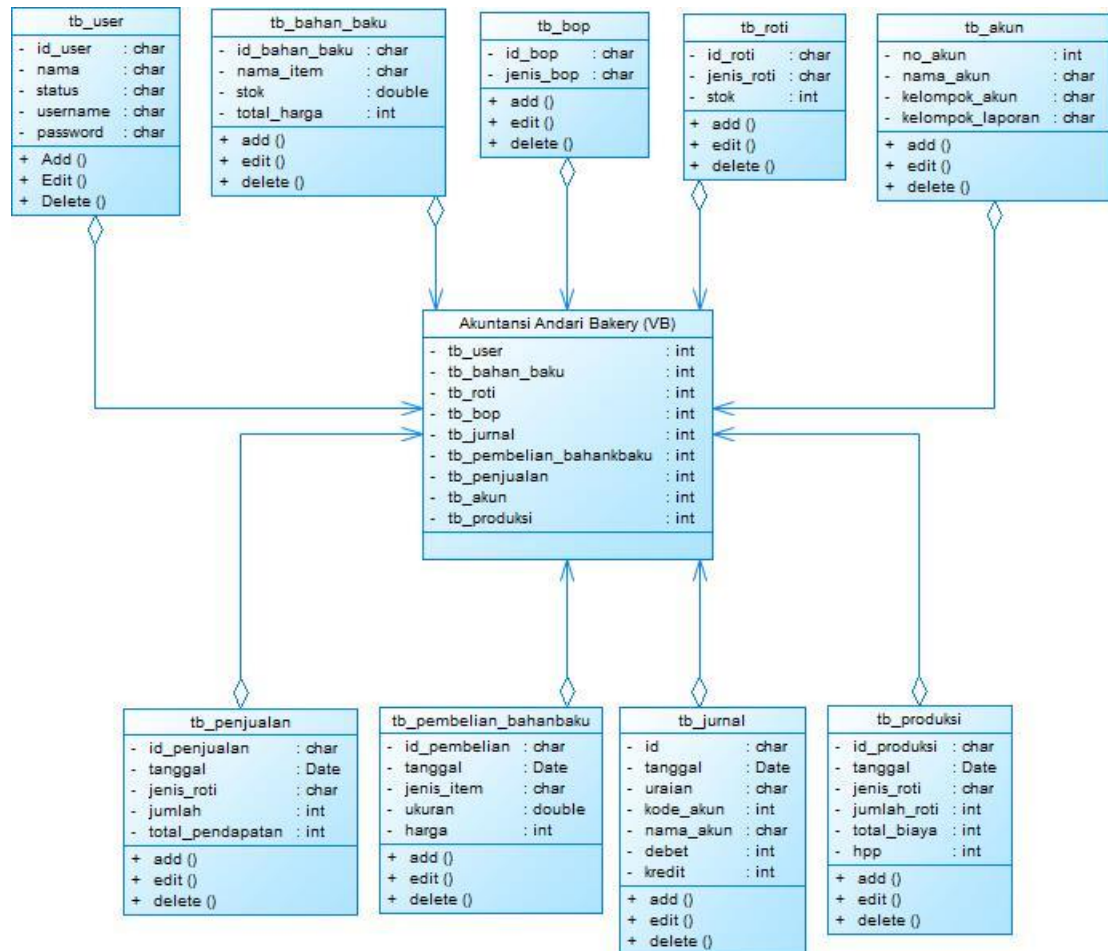 tb_user
- id_user : char
- nama : char
- status : char
- username : char
- password : char
+ Add ()
+ Edit ()
+ Delete ()
tb_bahan_baku
- id_bahan_baku : char
- nama_item : char
- stok : double
- total_harga : int
+ add ()
+ edit ()
+ delete ()
tb_bop
- id_bop : char
- jenis_bop : char
+ add ()
+ edit ()
+ delete ()
tb_roti
- id_roti : char
- jenis_roti : char
- stok : int
+ add ()
+ edit ()
+ delete ()
tb_akun
- no_akun : int
- nama_akun : char
- kelompok_akun : char
- kelompok_laporan : char
+ add ()
+ edit ()
+ delete ()
Akuntansi Andari Bakery (VB)
- tb_user : int
- tb_bahan_baku : int
- tb_roti : int
- tb_bop : int
- tb_jurnal : int
- tb_pembelian_bahankbaku : int
- tb_penjualan : int
- tb_akun : int
- tb_produksi : int
tb_penjualan
- id_penjualan : char
- tanggal : Date
- jenis_roti : char
- jumlah : int
- total_pendapatan : int
+ add ()
+ edit ()
+ delete ()
tb_pembelian_bahanbaku
- id_pembelian : char
- tanggal : Date
- jenis_item : char
- ukuran : double
- harga : int
+ add ()
+ edit ()
+ delete ()
tb_jurnal
- id : char
- tanggal : Date
- uraian : char
- kode_akun : int
- nama_akun : char
- debet : int
- kredit : int
+ add ()
+ edit ()
+ delete ()
tb_produksi
- id_produksi : char
- tanggal : Date
- jenis_roti : char
- jumlah_roti : int
- total_biaya : int
- hpp : int
+ add ()
+ edit ()
+ delete ()